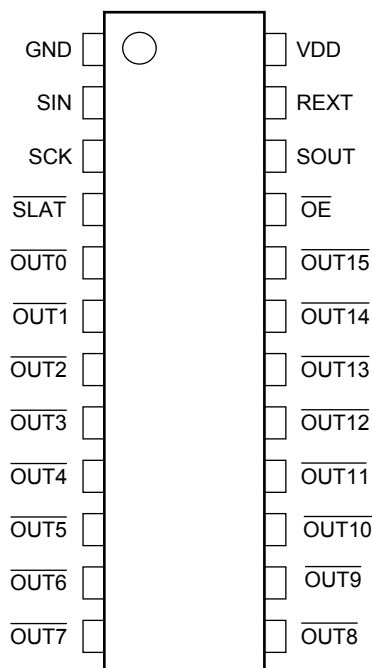 GND VDD
SIN REXT
SCK SOUT
SLAT OE
OUT0 OUT15
OUT1 OUT14
OUT2 OUT13
OUT3 OUT12
OUT4 OUT11
OUT5 OUT10
OUT6 OUT9
OUT7 OUT8